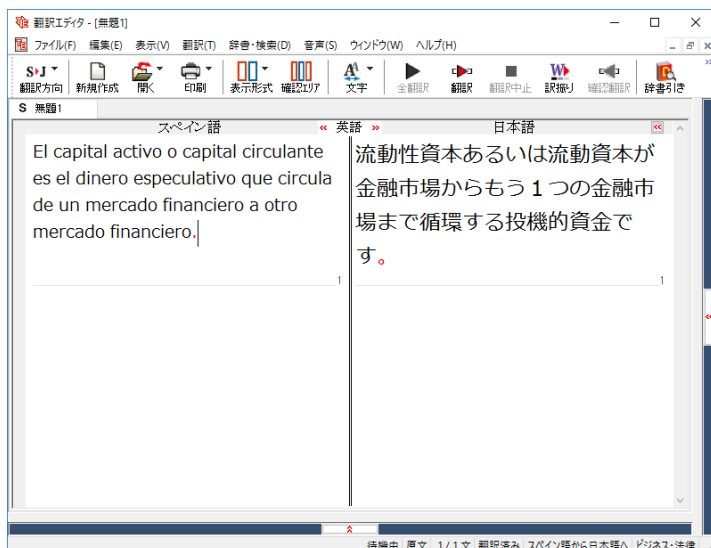 翻訳エディタ - [無題1]
ファイル(F) 編集(E) 表示(V) 翻訳(T) 辞書・検索(D) 音声(S) ウィンドウ(W) ヘルプ(H)
S▸J 翻訳方向 新規作成 開く 印刷 表示形式 確認エリア 文字 全翻訳 翻訳 翻訳中止 訳振り 確認翻訳 辞書引き
S 無題1
スペイン語 « 英語 » 日本語 «
El capital activo o capital circulante
es el dinero especulativo que circula
de un mercado financiero a otro
mercado financiero.
1
流動性資本あるいは流動資本が
金融市場からもう１つの金融市
場まで循環する投機的資金で
す。
1
待機中 原文 1/1文 翻訳済み スペイン語から日本語へ ビジネス・法律